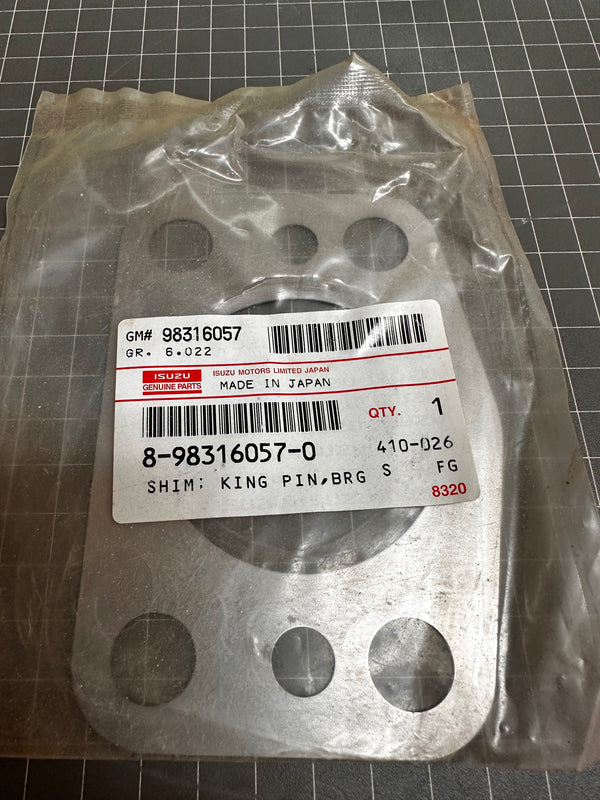 GM# 98316057
GR. 6.022
ISUZU
GENUINE PARTS
ISUZU MOTORS LIMITED JAPAN
MADE IN JAPAN
QTY. 1
8-98316057-0 410-026
SHIM; KING PIN,BRG S FG
8320